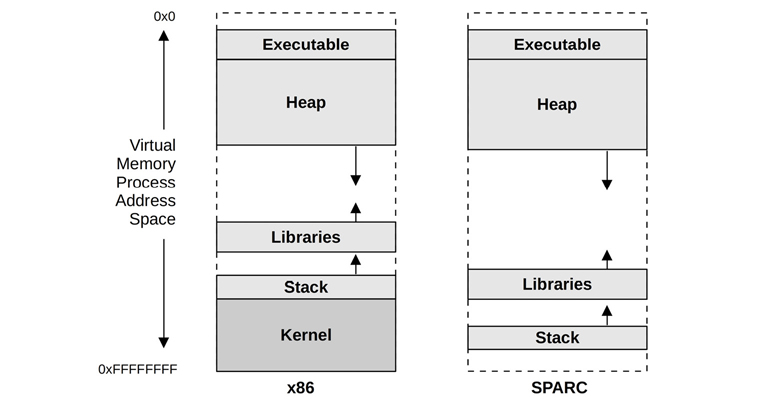 0x0
Virtual
Memory
Process
Address
Space
0xFFFFFFFF
Executable
Heap
Libraries
Stack
Kernel
x86
Executable
Heap
Libraries
Stack
SPARC